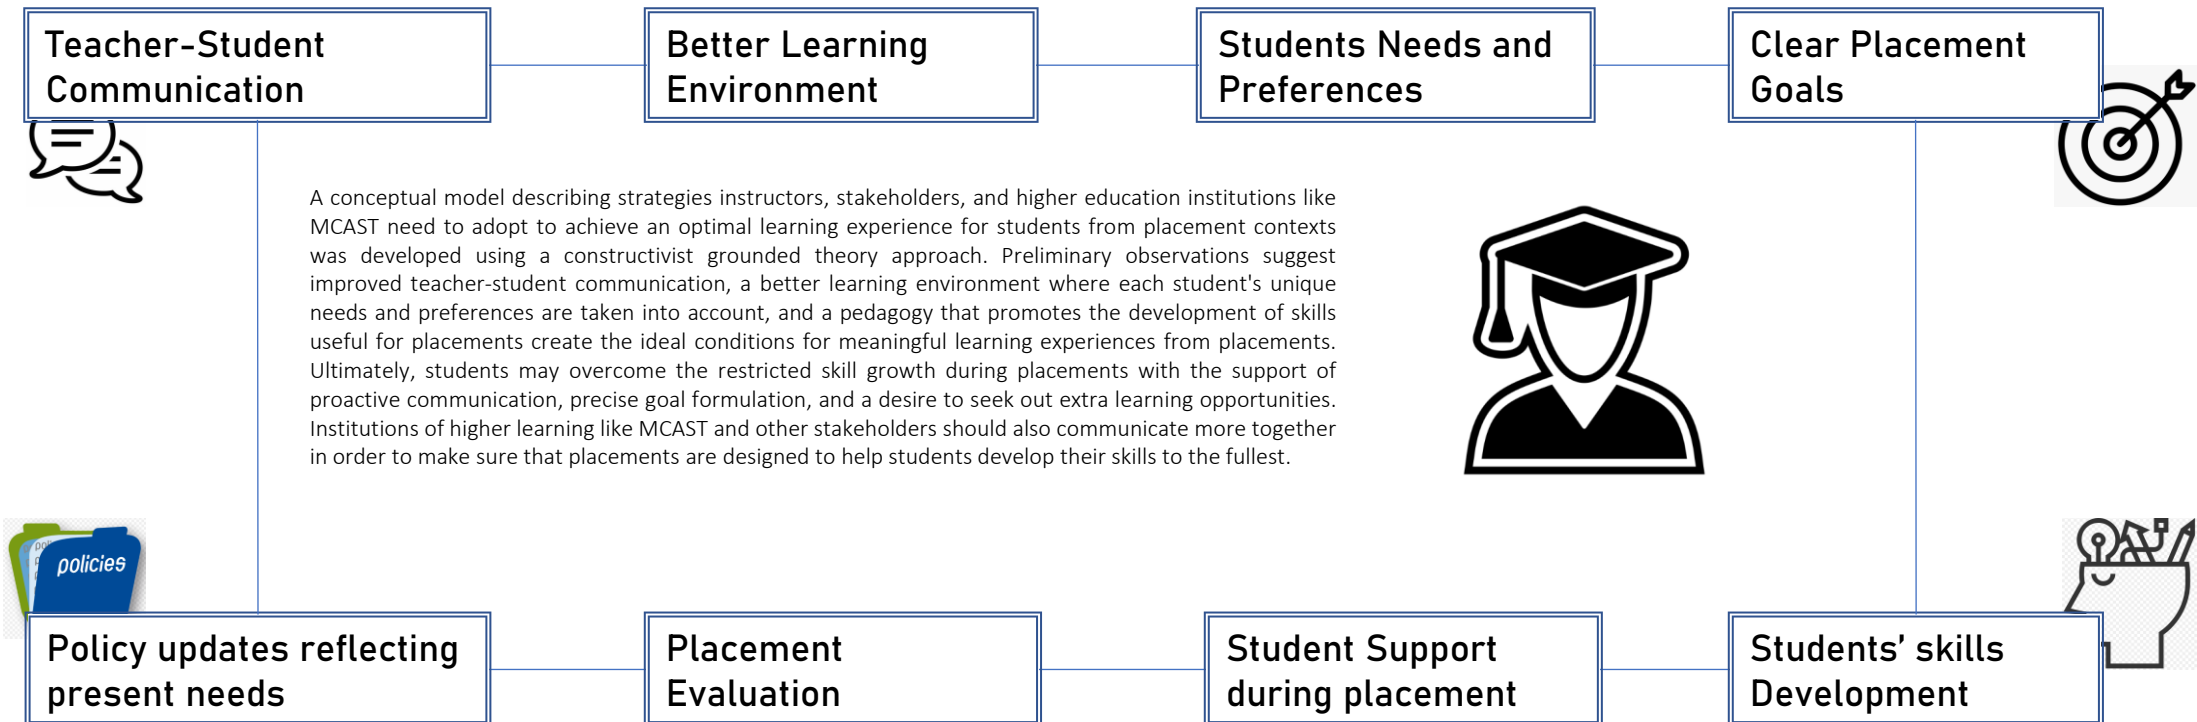 Teacher-Student
Communication
Better Learning
Environment
Students Needs and
Preferences
Clear Placement
Goals
A conceptual model describing strategies instructors, stakeholders, and higher education institutions like
MCAST need to adopt to achieve an optimal learning experience for students from placement contexts
was developed using a constructivist grounded theory approach. Preliminary observations suggest
improved teacher-student communication, a better learning environment where each student's unique
needs and preferences are taken into account, and a pedagogy that promotes the development of skills
useful for placements create the ideal conditions for meaningful learning experiences from placements.
Ultimately, students may overcome the restricted skill growth during placements with the support of
proactive communication, precise goal formulation, and a desire to seek out extra learning opportunities.
Institutions of higher learning like MCAST and other stakeholders should also communicate more together
in order to make sure that placements are designed to help students develop their skills to the fullest.
policies
Policy updates reflecting
present needs
Placement
Evaluation
Student Support
during placement
Students’ skills
Development